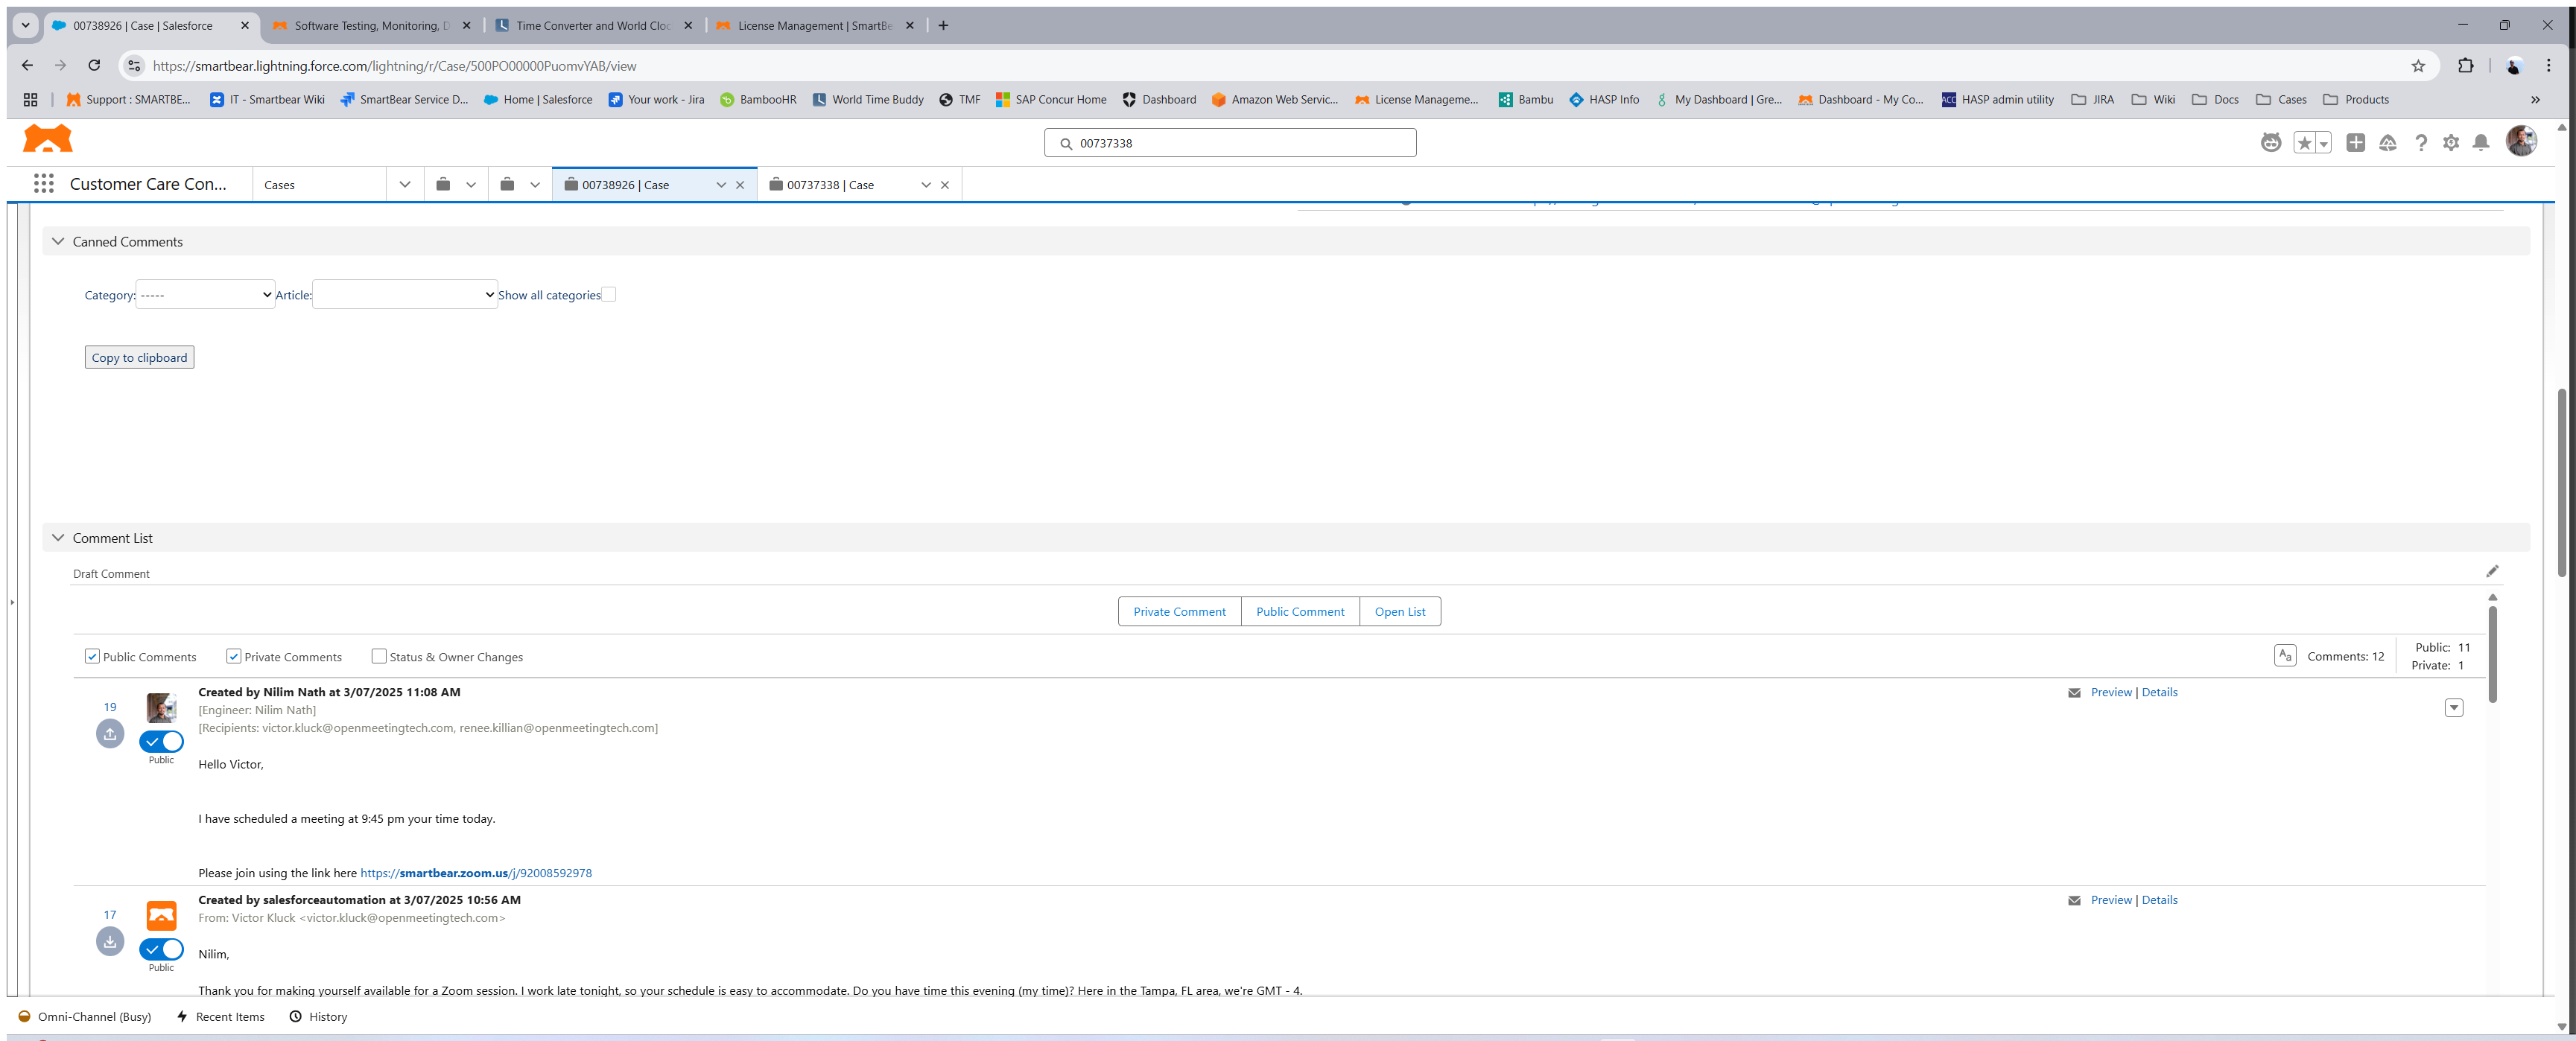 00738926 | Case | Salesforce
Software Testing, Monitoring, D
Time Converter and World Cloc
License Management | SmartBe
https://smartbear.lightning.force.com/lightning/r/Case/500PO00000PuomvYAB/view
Support : SMARTBE...
IT - Smartbear Wiki
SmartBear Service D...
Home | Salesforce
Your work - Jira
BambooHR
World Time Buddy
TMF
SAP Concur Home
Dashboard
Amazon Web Servic...
License Manageme...
Bambu
HASP Info
My Dashboard | Gre...
Dashboard - My Co...
ACC
HASP admin utility
JIRA
Wiki
Docs
Cases
Products
00737338
Customer Care Con...
Cases
00738926 | Case
00737338 | Case
Canned Comments
Category:
-----
Article:
Show all categories
Copy to clipboard
Comment List
Draft Comment
Private Comment
Public Comment
Open List
Public Comments
Private Comments
Status & Owner Changes
Aa
Comments: 12
Public: 11
Private: 1
Created by Nilim Nath at 3/07/2025 11:08 AM
Preview | Details
19
[Engineer: Nilim Nath]
[Recipients: victor.kluck@openmeetingtech.com, renee.killian@openmeetingtech.com]
Public
Hello Victor,
I have scheduled a meeting at 9:45 pm your time today.
Please join using the link here https://smartbear.zoom.us/j/92008592978
Created by salesforceautomation at 3/07/2025 10:56 AM
Preview | Details
17
From: Victor Kluck <victor.kluck@openmeetingtech.com>
Public
Nilim,
Thank you for making yourself available for a Zoom session. I work late tonight, so your schedule is easy to accommodate. Do you have time this evening (my time)? Here in the Tampa, FL area, we're GMT - 4.
Omni-Channel (Busy)
Recent Items
History